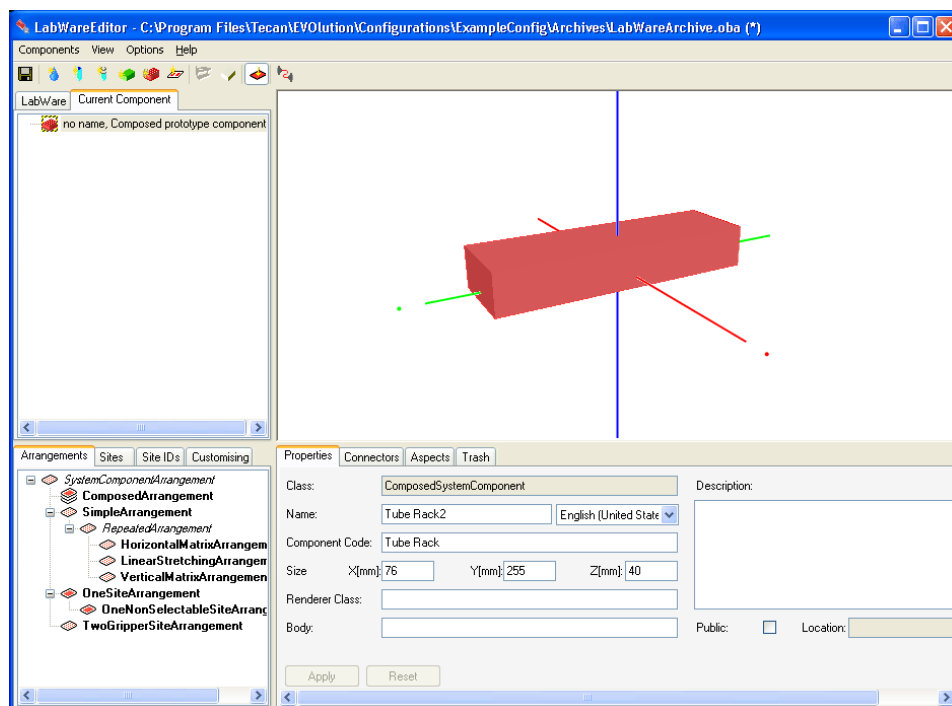 LabWareEditor - C:\Program Files\Tecan\EVOlution\Configurations\ExampleConfig\Archives\LabWareArchive.oba (*)
Components View Options Help
LabWare Current Component
no name, Composed prototype component
Arrangements Sites Site IDs Customising
SystemComponentArrangement
ComposedArrangement
SimpleArrangement
RepeatedArrangement
HorizontalMatrixArrangem
LinearStretchingArrangem
VerticalMatrixArrangemen
OneSiteArrangement
OneNonSelectableSiteArrang
TwoGripperSiteArrangement
Properties Connectors Aspects Trash
Class: ComposedSystemComponent Description:
Name: Tube Rack2 English (United State
Component Code: Tube Rack
Size X[mm]: 76 Y[mm]: 255 Z[mm]: 40
Renderer Class:
Body: Public: Location:
Apply Reset